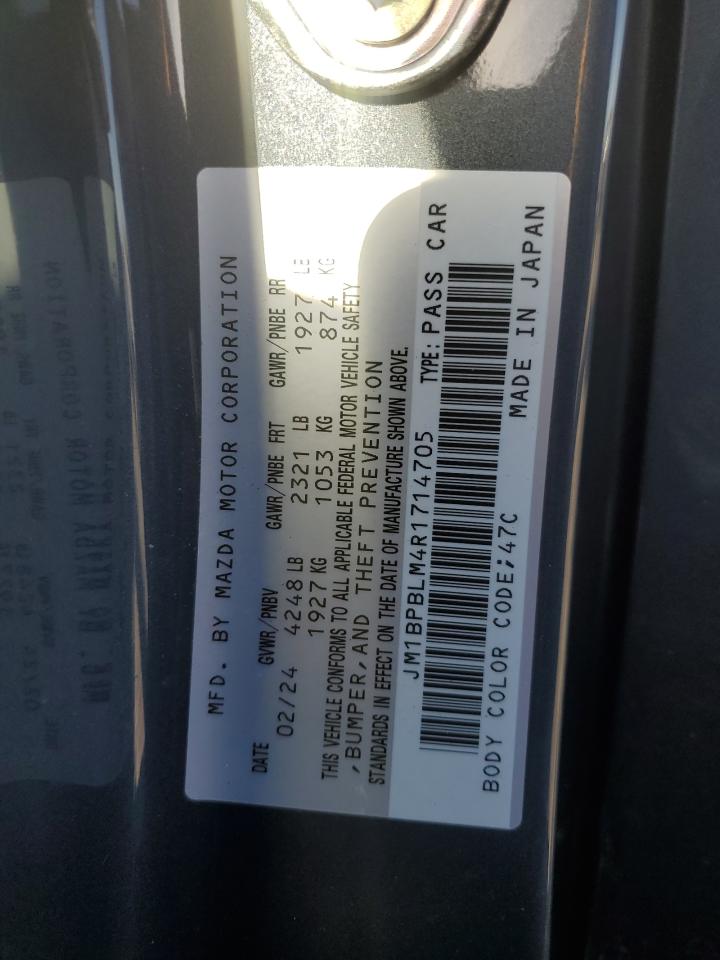 MFD. BY MAZDA MOTOR CORPORATION
DATE GVWR/PNBV GAWR/PNBE FRT GAWR/PNBE RR
02/24 4248 LB 2321 LB 1927 LB
1927 KG 1053 KG 874 KG
THIS VEHICLE CONFORMS TO ALL APPLICABLE FEDERAL MOTOR VEHICLE SAFETY
,BUMPER,AND THEFT PREVENTION
STANDARDS IN EFFECT ON THE DATE OF MANUFACTURE SHOWN ABOVE.
JM1BPBLM4R1714705 TYPE: PASS CAR
BODY COLOR CODE;47C MADE IN JAPAN